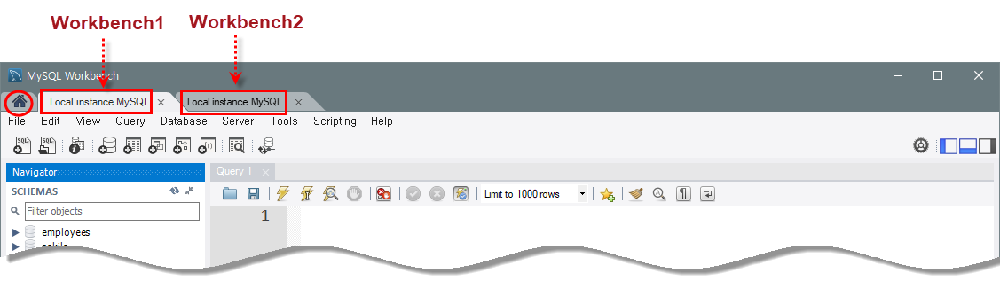 Workbench1 Workbench2
MySQL Workbench
Local instance MySQL Local instance MySQL
File Edit View Query Database Server Tools Scripting Help
Navigator
Query 1
SCHEMAS
Limit to 1000 rows
Filter objects
1
employees